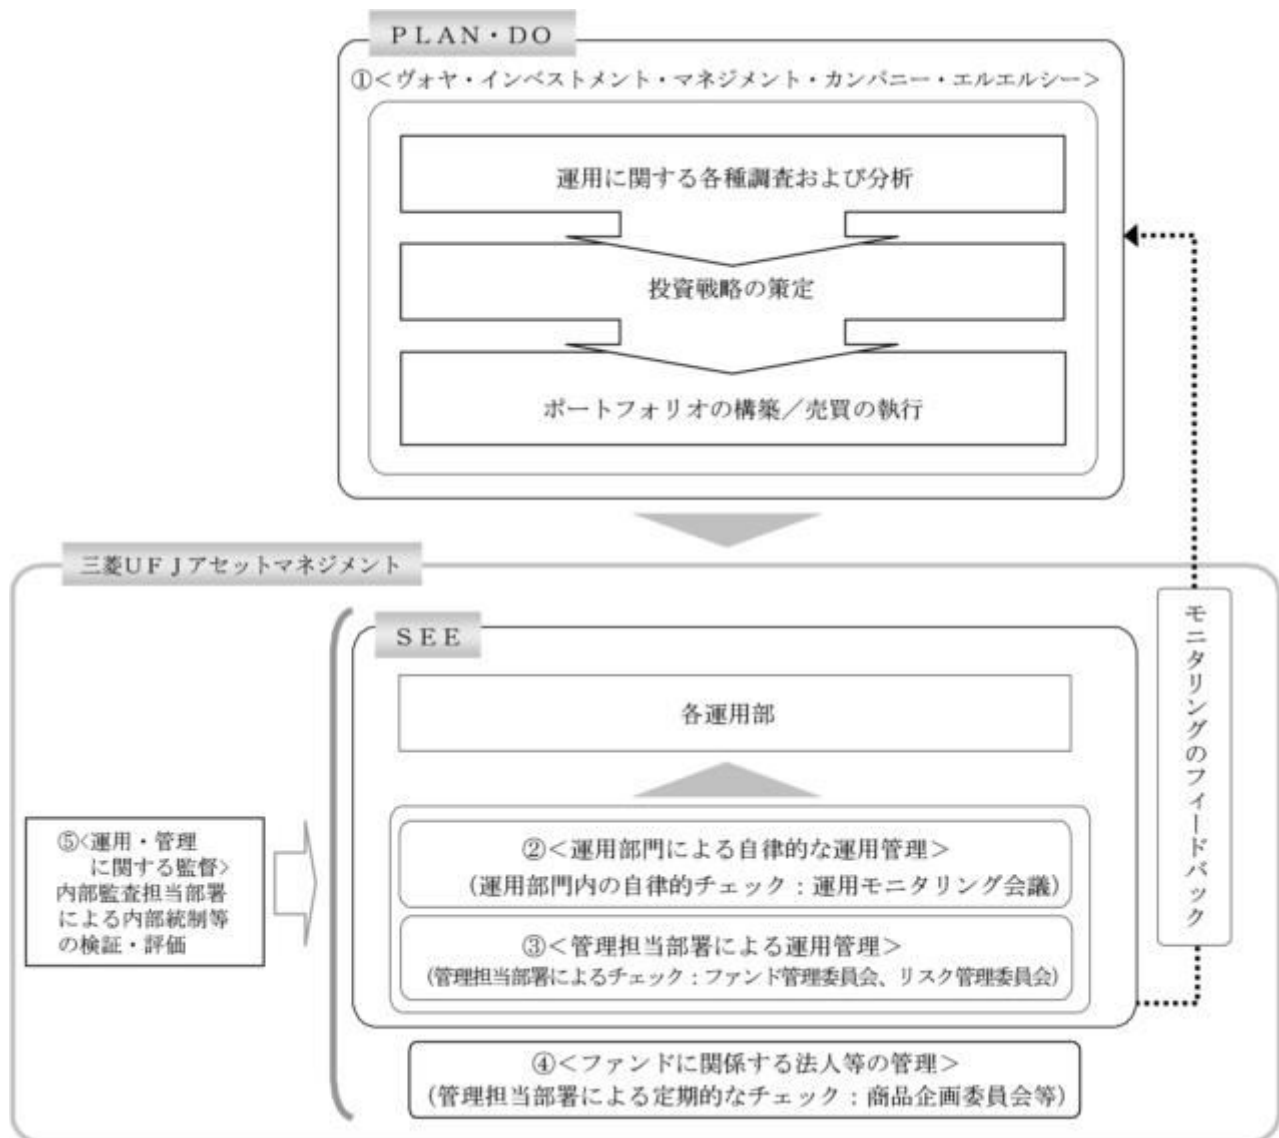 PLAN・DO
①＜ヴォヤ・インベストメント・マネジメント・カンパニー・エルエルシー＞
運用に関する各種調査および分析
投資戦略の策定
ポートフォリオの構築／売買の執行
三菱ＵＦＪアセットマネジメント
SEE
各運用部
モニタリングのフィードバック
②＜運用部門による自律的な運用管理＞
（運用部門内の自律的チェック：運用モニタリング会議）
③＜管理担当部署による運用管理＞
（管理担当部署によるチェック：ファンド管理委員会、リスク管理委員会）
⑤＜運用・管理
に関する監督＞
内部監査担当部署
による内部統制等
の検証・評価
④＜ファンドに関係する法人等の管理＞
（管理担当部署による定期的なチェック：商品企画委員会等）